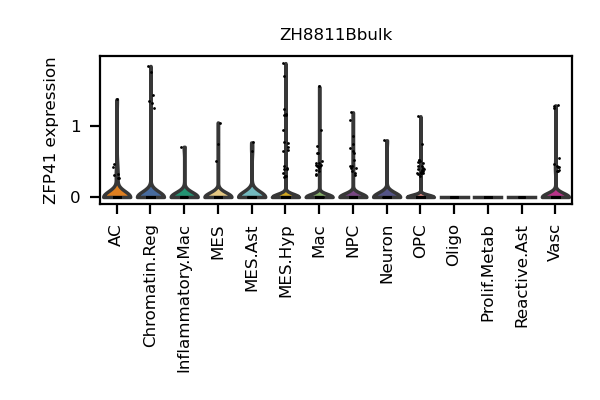 ZH8811Bbulk
ZFP41 expression
1
0
AC
Chromatin.Reg
Inflammatory.Mac
MES
MES.Ast
MES.Hyp
Mac
NPC
Neuron
OPC
Oligo
Prolif.Metab
Reactive.Ast
Vasc